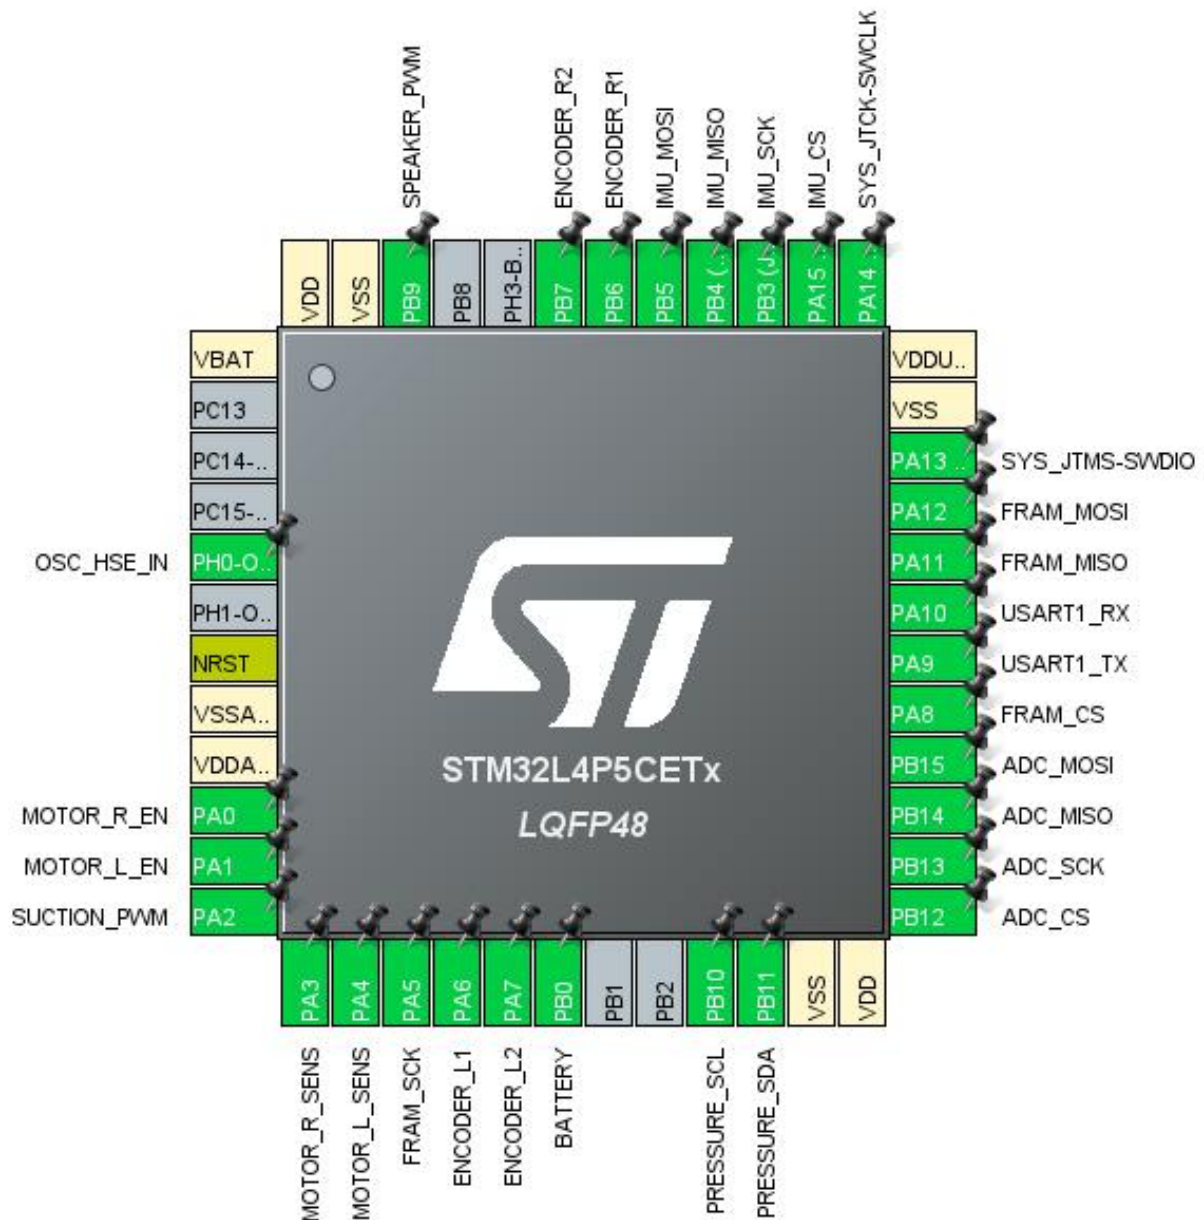 SPEAKER_PWM
ENCODER_R2
ENCODER_R1
IMU_MOSI
IMU_MISO
IMU_SCK
IMU_CS
SYS_JTCK-SWCLK
VDD
VSS
PB9
PB8
PH3-B..
PB7
PB6
PB5
PB4 (..
PB3 (J..
PA15 ..
PA14 ..
VBAT
PC13
PC14-..
PC15-..
OSC_HSE_IN PH0-O..
PH1-O..
NRST
VSSA..
VDDA..
MOTOR_R_EN PA0
MOTOR_L_EN PA1
SUCTION_PWM PA2
ST
STM32L4P5CETx
LQFP48
VDDU..
VSS
PA13 .. SYS_JTMS-SWDIO
PA12 FRAM_MOSI
PA11 FRAM_MISO
PA10 USART1_RX
PA9 USART1_TX
PA8 FRAM_CS
PB15 ADC_MOSI
PB14 ADC_MISO
PB13 ADC_SCK
PB12 ADC_CS
PA3
PA4
PA5
PA6
PA7
PB0
PB1
PB2
PB10
PB11
VSS
VDD
MOTOR_R_SENS
MOTOR_L_SENS
FRAM_SCK
ENCODER_L1
ENCODER_L2
BATTERY
PRESSURE_SCL
PRESSURE_SDA